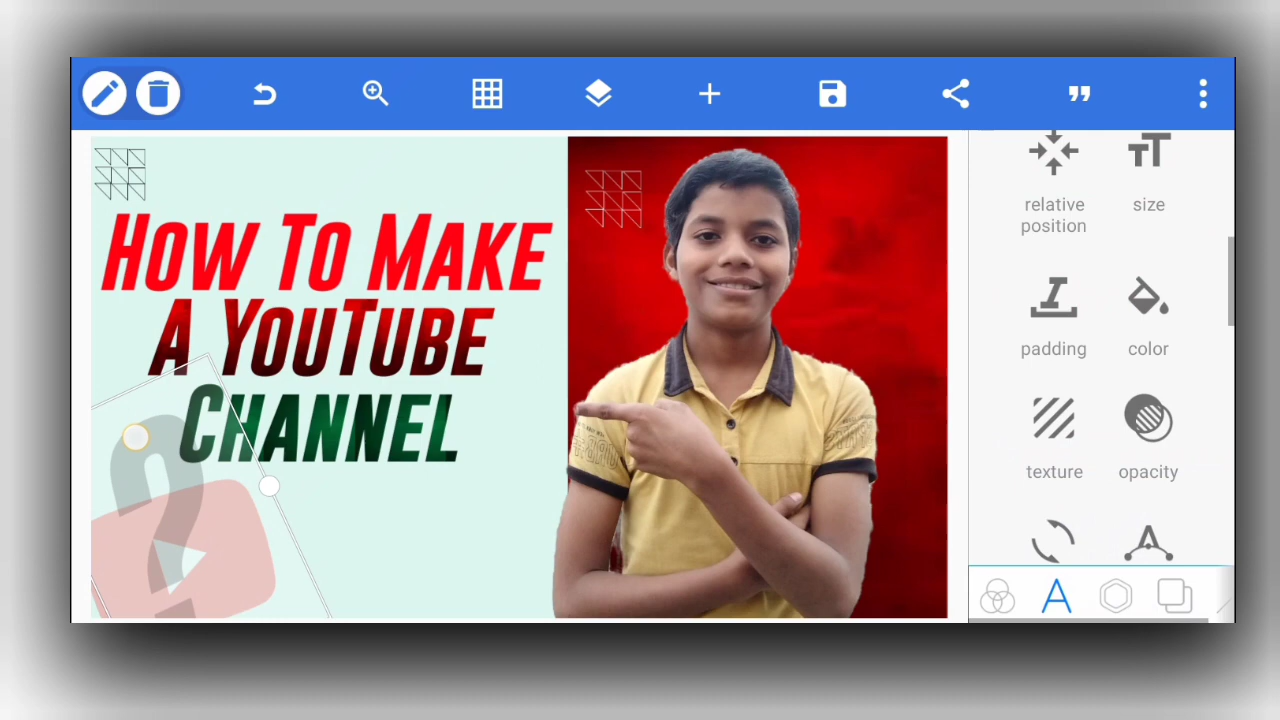 How To Make
A YouTube
Channel
?
relative
position
size
padding
color
texture
opacity